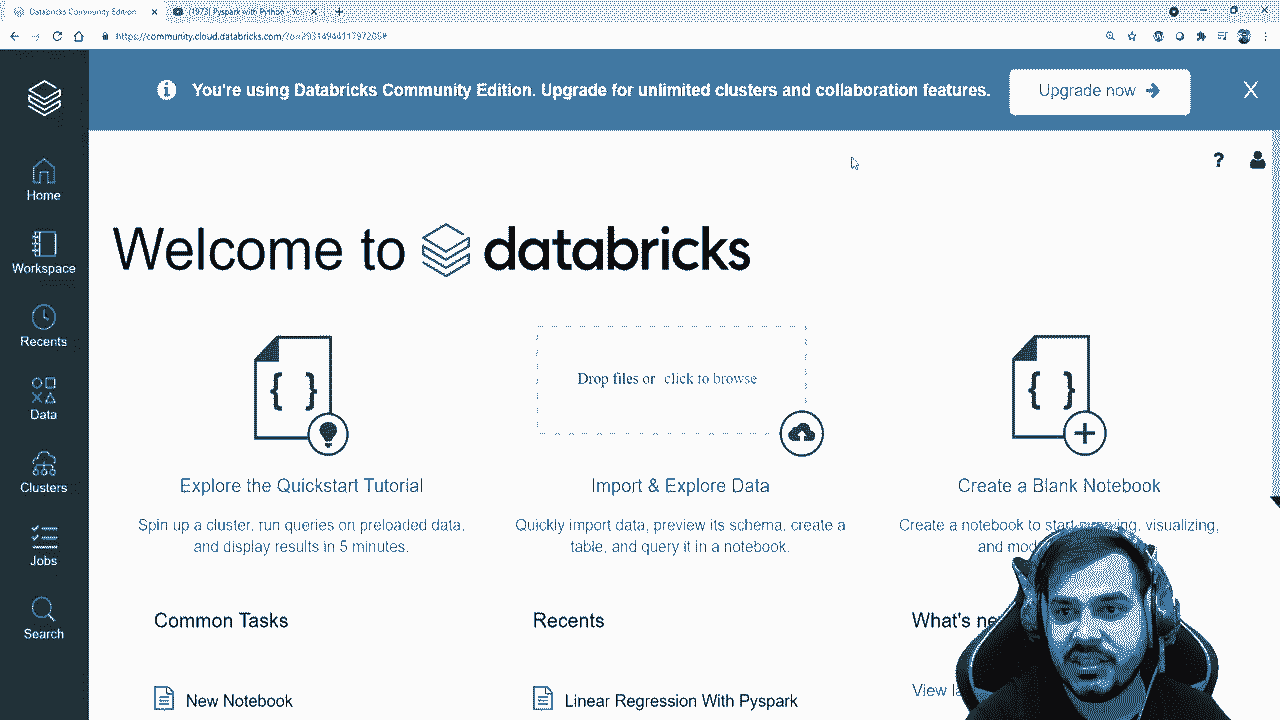 Databricks Community Edition
(1973) Pyspark with Python - Yo
https://community.cloud.databricks.com/?o=
You're using Databricks Community Edition. Upgrade for unlimited clusters and collaboration features.
Upgrade now
X
?
Home
Workspace
Recents
Data
Clusters
Jobs
Search
Welcome to databricks
Drop files or click to browse
Explore the Quickstart Tutorial
Spin up a cluster, run queries on preloaded data,
and display results in 5 minutes.
Import & Explore Data
Quickly import data, preview its schema, create a
table, and query it in a notebook.
Create a Blank Notebook
Create a notebook to start visualizing,
and mod
Common Tasks
New Notebook
Recents
Linear Regression With Pyspark
What's ne
View la